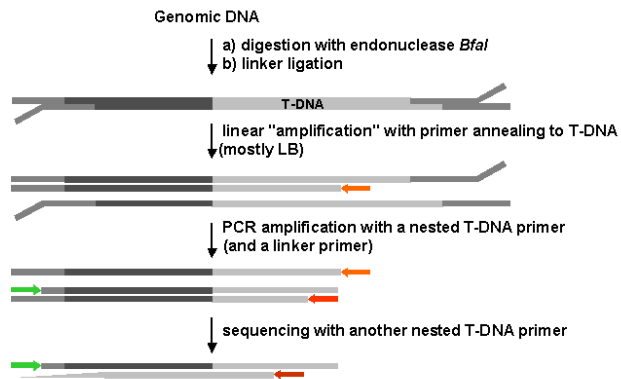 Genomic DNA
a) digestion with endonuclease BfaI
b) linker ligation
T-DNA
linear "amplification" with primer annealing to T-DNA
(mostly LB)
PCR amplification with a nested T-DNA primer
(and a linker primer)
sequencing with another nested T-DNA primer